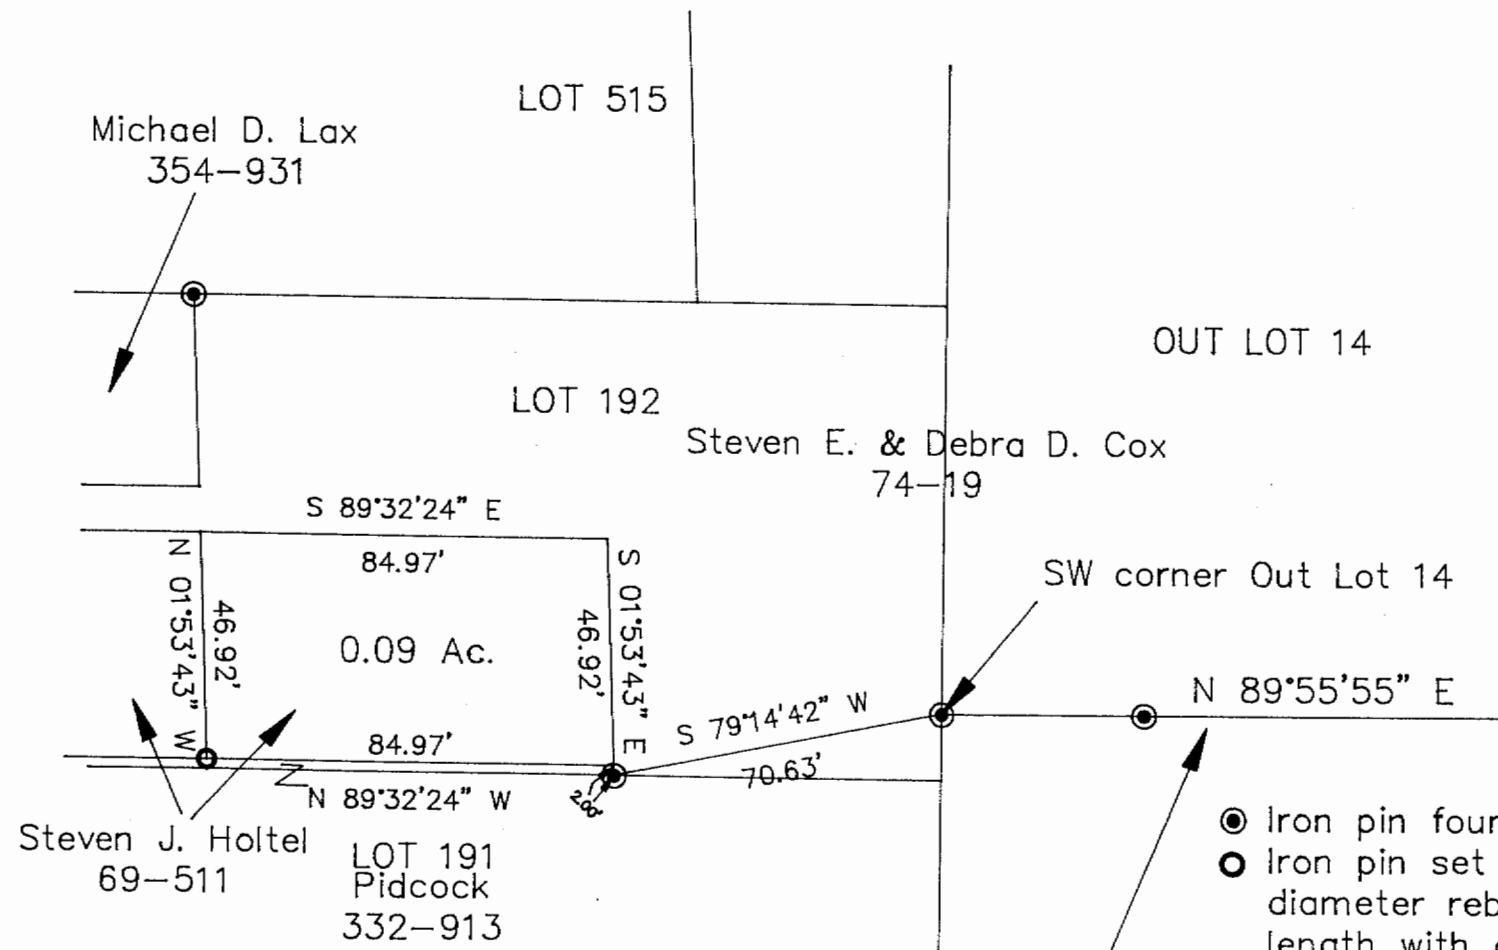 LOT 515
Michael D. Lax
354–931
OUT LOT 14
LOT 192
Steven E. & Debra D. Cox
74–19
S 89°32'24" E
84.97'
N 01°53'43" W
46.92'
0.09 Ac.
46.92'
S 01°53'43" E
SW corner Out Lot 14
N 89°55'55" E
S 79°14'42" W
70.63'
84.97'
2.00'
N 89°32'24" W
Steven J. Holtel
69–511
LOT 191
Pidcock
332–913
Iron pin four
Iron pin set
diameter reb
length with